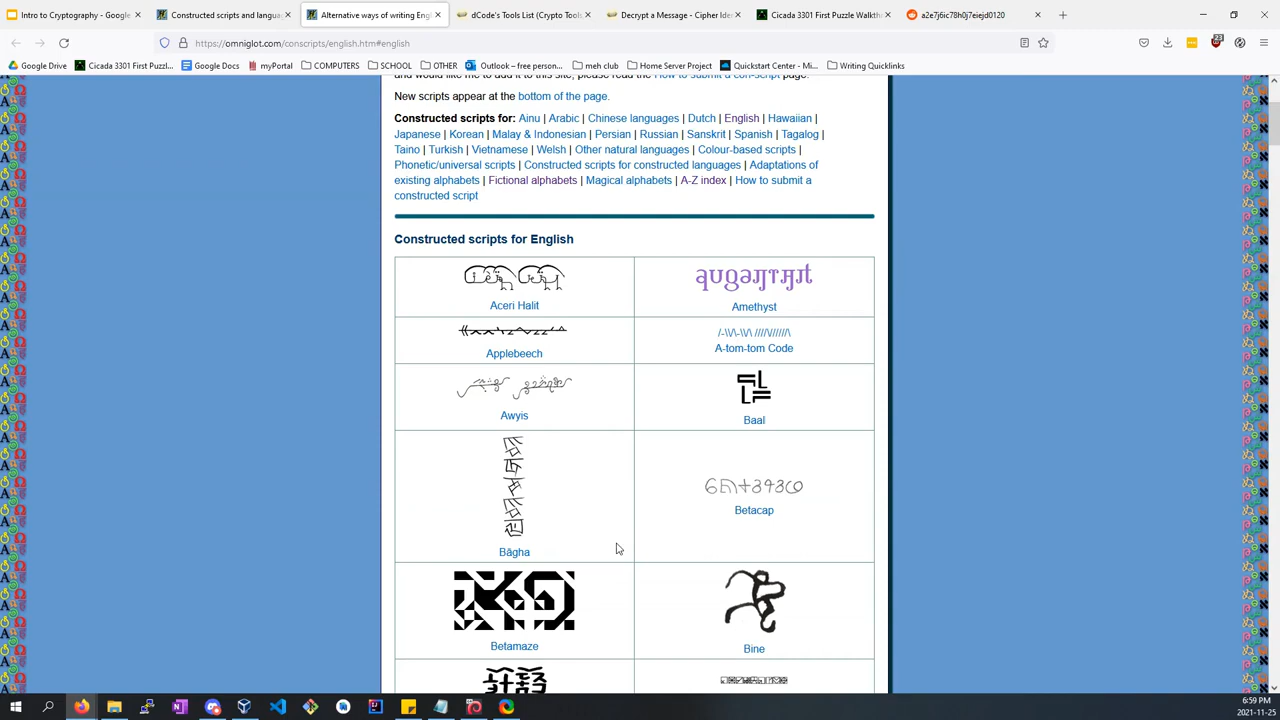 Intro to Cryptography - Google
Constructed scripts and langua
Alternative ways of writing En
dCode's Tools List (Crypto Tool
Decrypt a Message - Cipher Ide
Cicada 3301 First Puzzle Walkth
a2e7j6ic78h0j7eiejd0120
https://omniglot.com/conscripts/english.htm#english
Google Drive
Cicada 3301 First Puzzl...
Google Docs
myPortal
COMPUTERS
SCHOOL
OTHER
Outlook – free person...
meh club
Home Server Project
Quickstart Center - Mi...
Writing Quicklinks
and would like me to add it to this site, please read the How to submit a con-script page.
New scripts appear at the bottom of the page.
Constructed scripts for: Ainu | Arabic | Chinese languages | Dutch | English | Hawaiian |
Japanese | Korean | Malay & Indonesian | Persian | Russian | Sanskrit | Spanish | Tagalog |
Taino | Turkish | Vietnamese | Welsh | Other natural languages | Colour-based scripts |
Phonetic/universal scripts | Constructed scripts for constructed languages | Adaptations of
existing alphabets | Fictional alphabets | Magical alphabets | A-Z index | How to submit a
constructed script
Constructed scripts for English
Aceri Halit
Amethyst
Applebeech
A-tom-tom Code
Awyis
Baal
Bāgha
Betacap
Betamaze
Bine
6:59 PM
2021-11-25